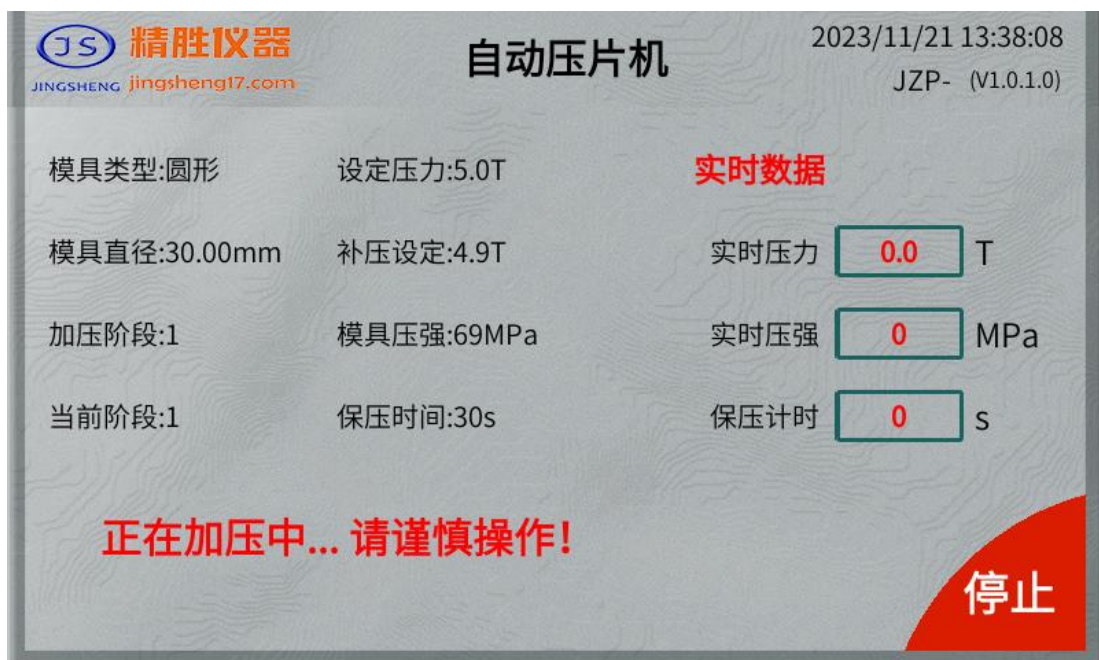 JS 精胜仪器
JINGSHENG jingsheng17.com
自动压片机
2023/11/21 13:38:08
JZP- (V1.0.1.0)
模具类型:圆形 设定压力:5.0T 实时数据
模具直径:30.00mm 补压设定:4.9T 实时压力 0.0 T
加压阶段:1 模具压强:69MPa 实时压强 0 MPa
当前阶段:1 保压时间:30s 保压计时 0 s
正在加压中... 请谨慎操作!
停止